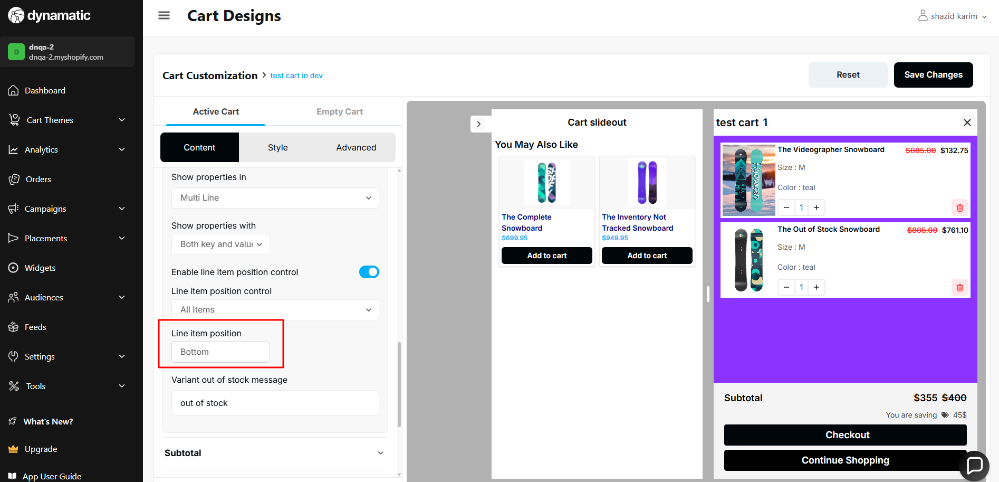 dynamatic
D
dnqa-2
dnqa-2.myshopify.com
Dashboard
Cart Themes
Analytics
Orders
Campaigns
Placements
Widgets
Audiences
Feeds
Settings
Tools
What's New?
Upgrade
App User Guide
Cart Designs
shazid karim
Cart Customization > test cart in dev
Reset
Save Changes
Active Cart
Empty Cart
Content
Style
Advanced
Show properties in
Multi Line
Show properties with
Both key and value
Enable line item position control
Line item position control
All Items
Line item position
Bottom
Variant out of stock message
out of stock
Subtotal
Cart slideout
You May Also Like
The Complete
Snowboard
$699.95
Add to cart
The Inventory Not
Tracked Snowboard
$949.95
Add to cart
test cart 1
Hydrogen
The Videographer Snowboard
$885.00 $132.75
Size : M
Color : teal
1
The Out of Stock Snowboard
$885.00 $761.10
Size : M
Color : teal
1
Subtotal
$355 $400
You are saving 45$
Checkout
Continue Shopping